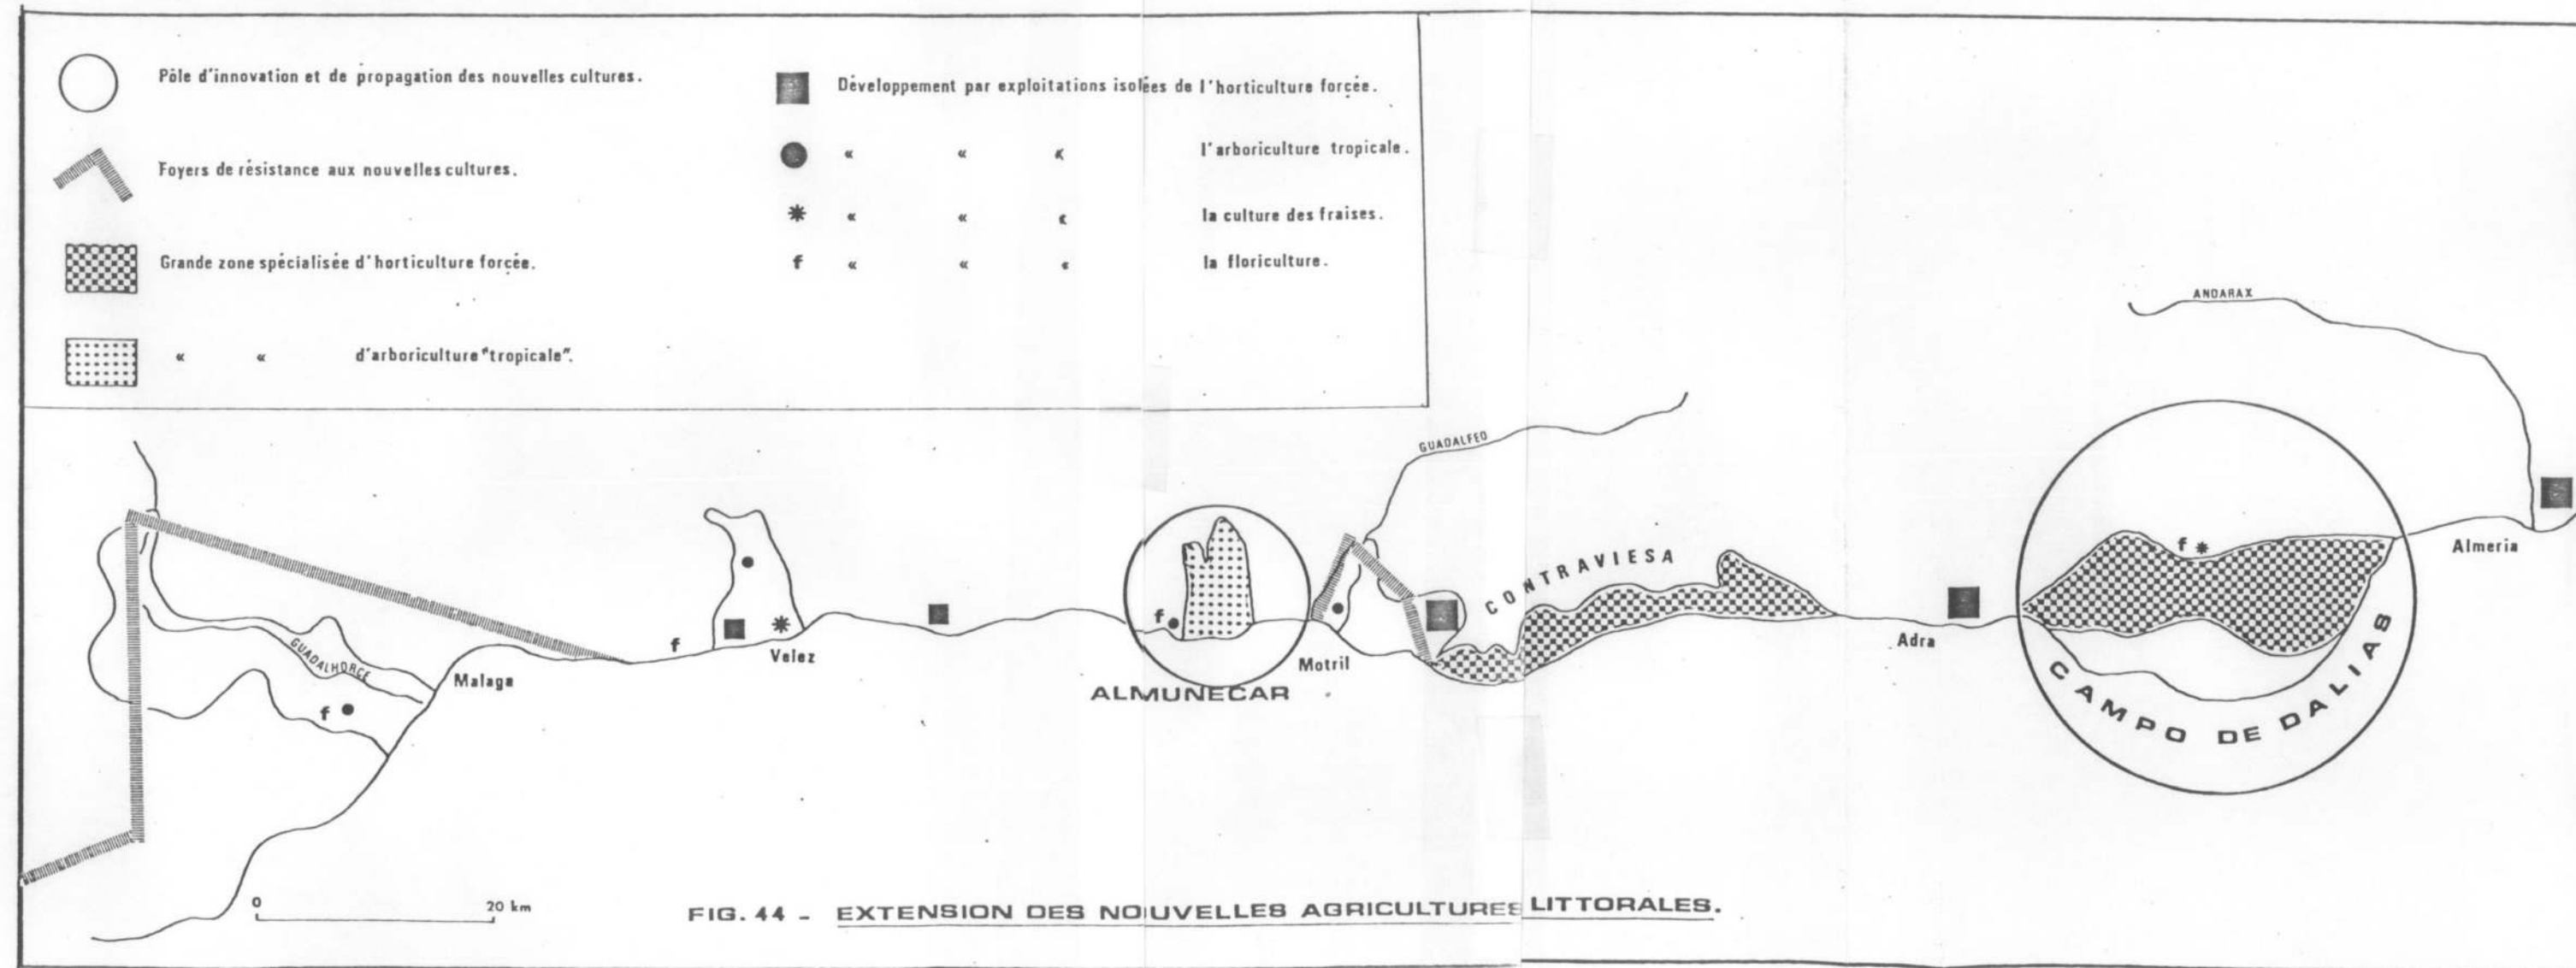 Pôle d'innovation et de propagation des nouvelles cultures.
Foyers de résistance aux nouvelles cultures.
Grande zone spécialisée d'horticulture forcée.
« « d'arboriculture "tropicale".
Développement par exploitations isolées de l'horticulture forcée.
« « « l'arboriculture tropicale.
« « « la culture des fraises.
f « « « la floriculture.
ANDARAX
GUADALFEO
CONTRAVIESA
f
Almeria
f
f
Velez
Motril
Adra
GUADALHORCE
Malaga
f
ALMUNECAR
CAMPO DE DALIAS
0 20 km
FIG. 44 - EXTENSION DES NOUVELLES AGRICULTURES LITTORALES.